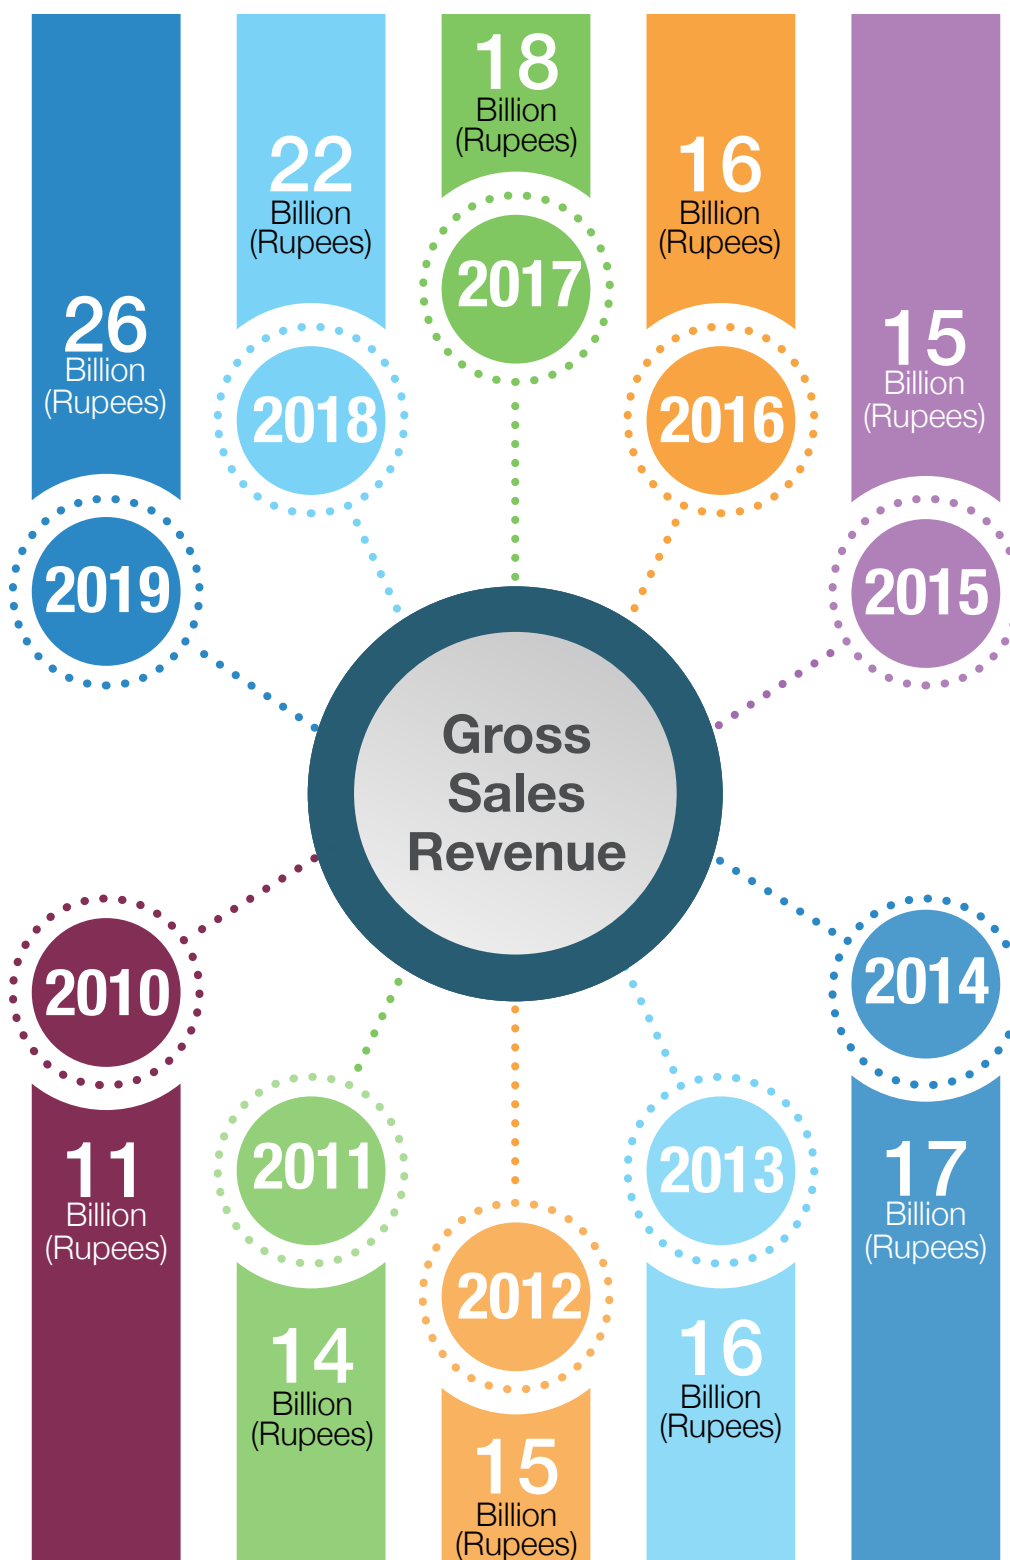 26
Billion
(Rupees)
2019
22
Billion
(Rupees)
2018
18
Billion
(Rupees)
2017
16
Billion
(Rupees)
2016
15
Billion
(Rupees)
2015
Gross
Sales
Revenue
2010
11
Billion
(Rupees)
2011
14
Billion
(Rupees)
2012
15
Billion
(Rupees)
2013
16
Billion
(Rupees)
2014
17
Billion
(Rupees)